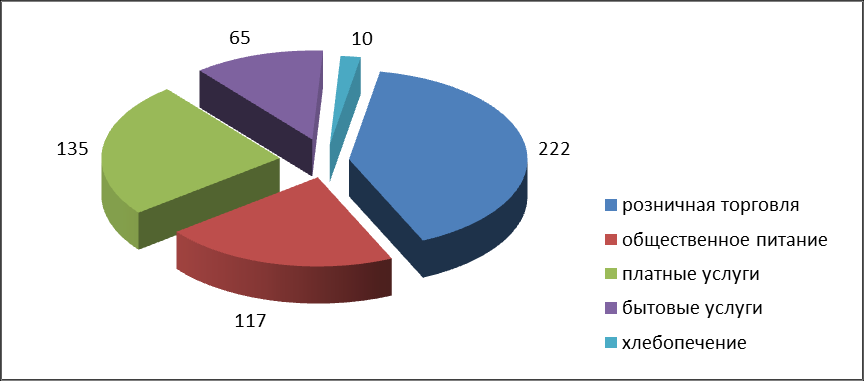 65
10
135
222
117
розничная торговля
общественное питание
платные услуги
бытовые услуги
хлебопечение